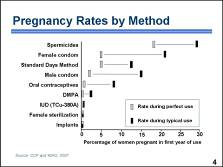 Pregnancy Rates by Method
Spermicides
Female condom
Standard Days Method
Male condom
Oral contraceptives
DMPA
IUD (TCu-380A)
Female sterilization
Implants
Rate during perfect use
Rate during typical use
0 5 10 15 20 25 30
Percentage of women pregnant in first year of use
Source: CCP and WHO, 2007
4